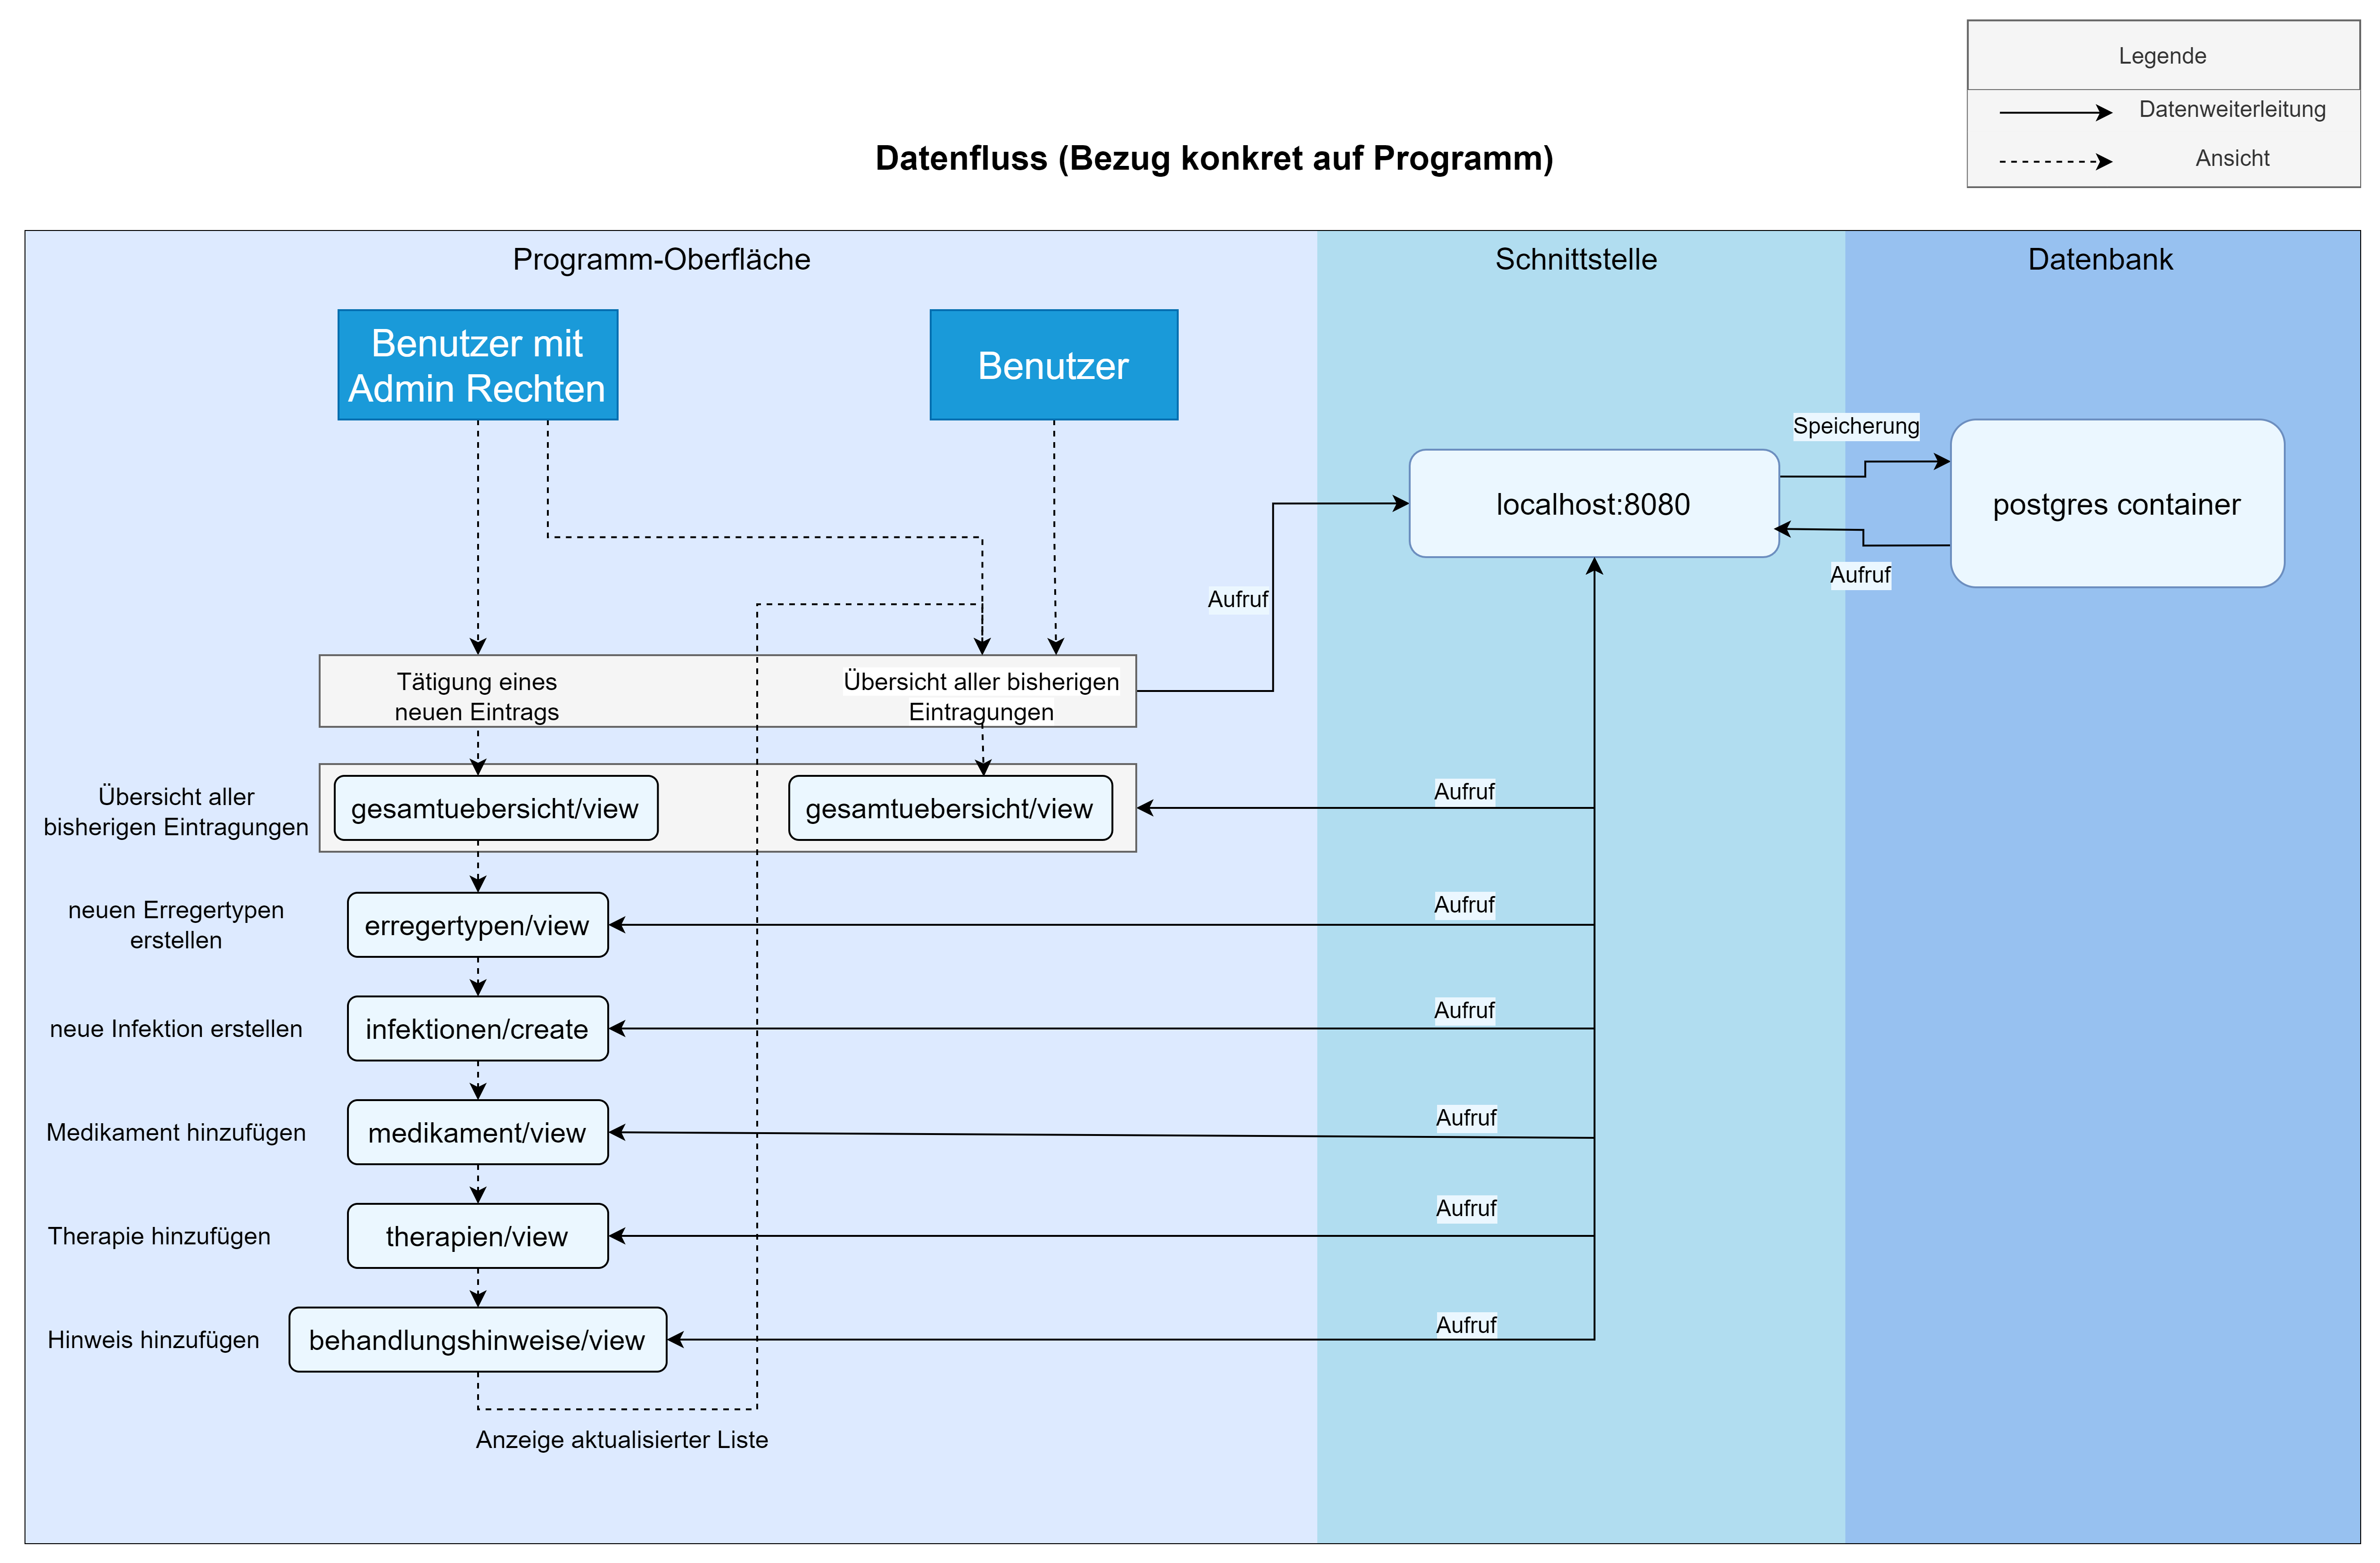 Legende
Datenweiterleitung
Ansicht
Datenfluss (Bezug konkret auf Programm)
Programm-Oberfläche
Schnittstelle
Datenbank
Benutzer mit
Admin Rechten
Benutzer
Speicherung
localhost:8080
postgres container
Aufruf
Aufruf
Tätigung eines
neuen Eintrags
Übersicht aller bisherigen
Eintragungen
Übersicht aller
bisherigen Eintragungen
gesamtuebersicht/view
gesamtuebersicht/view
Aufruf
neuen Erregertypen
erstellen
erregertypen/view
Aufruf
neue Infektion erstellen
infektionen/create
Aufruf
Medikament hinzufügen
medikament/view
Aufruf
Therapie hinzufügen
therapien/view
Aufruf
Hinweis hinzufügen
behandlungshinweise/view
Aufruf
Anzeige aktualisierter Liste